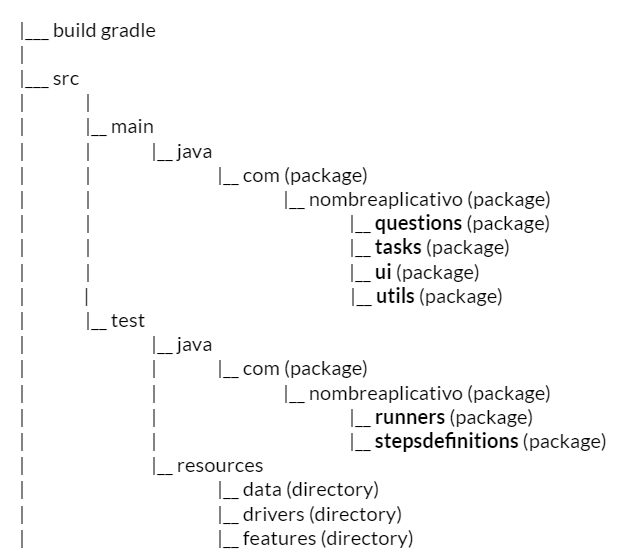 |___ build gradle
|
|___ src
|          |
|          |__ main
|          |          |__ java
|          |                     |__ com (package)
|          |                                |__ nombreaplicativo (package)
|          |                                           |__ questions (package)
|          |                                           |__ tasks (package)
|          |                                           |__ ui (package)
|          |                                           |__ utils (package)
|          |__ test
|                     |__ java
|                     |          |__ com (package)
|                     |                     |__ nombreaplicativo (package)
|                     |                                |__ runners (package)
|                     |                                |__ stepsdefinitions (package)
|                     |__ resources
|                                |__ data (directory)
|                                |__ drivers (directory)
|                                |__ features (directory)